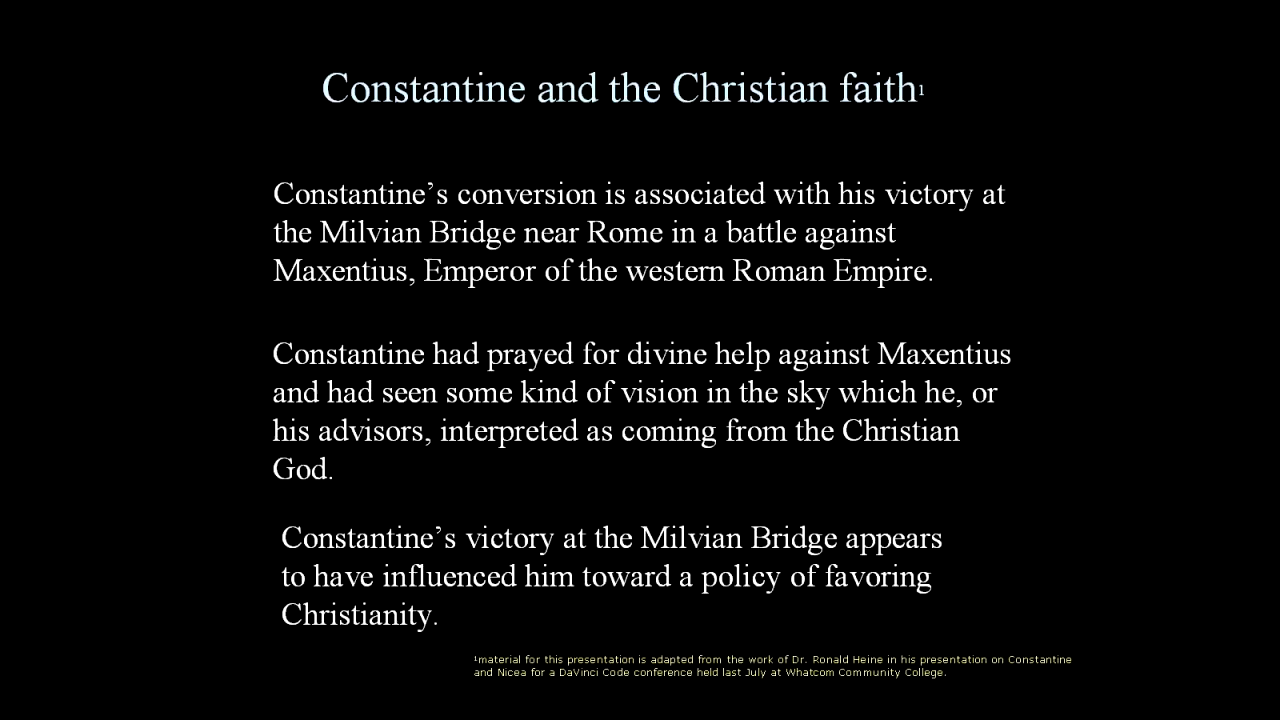 Constantine and the Christian faith¹
Constantine’s conversion is associated with his victory at
the Milvian Bridge near Rome in a battle against
Maxentius, Emperor of the western Roman Empire.
Constantine had prayed for divine help against Maxentius
and had seen some kind of vision in the sky which he, or
his advisors, interpreted as coming from the Christian
God.
Constantine’s victory at the Milvian Bridge appears
to have influenced him toward a policy of favoring
Christianity.
¹material for this presentation is adapted from the work of Dr. Ronald Heine in his presentation on Constantine
and Nicea for a DaVinci Code conference held last July at Whatcom Community College.